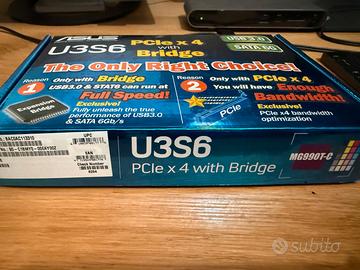 U3S6
PCIe x 4
with
Bridge
USB 3.0
SATA 6G
The Only Right Choice!
Reason
1
Only with Bridge
USB3.0 & SATA6 can run at
Full Speed!
Exclusive!
Fully unleash the true
performance of USB3.0
& SATA 6Gb/s
Expansion Bridge
Reason
2
Only with PCIe x 4
You will have Enough
Bandwidth!
Exclusive!
PCIe x4 bandwidth
optimization
PCIe
UPC
EAN
Check Number
U3S6
PCIe x 4 with Bridge
MG990T-C
subito